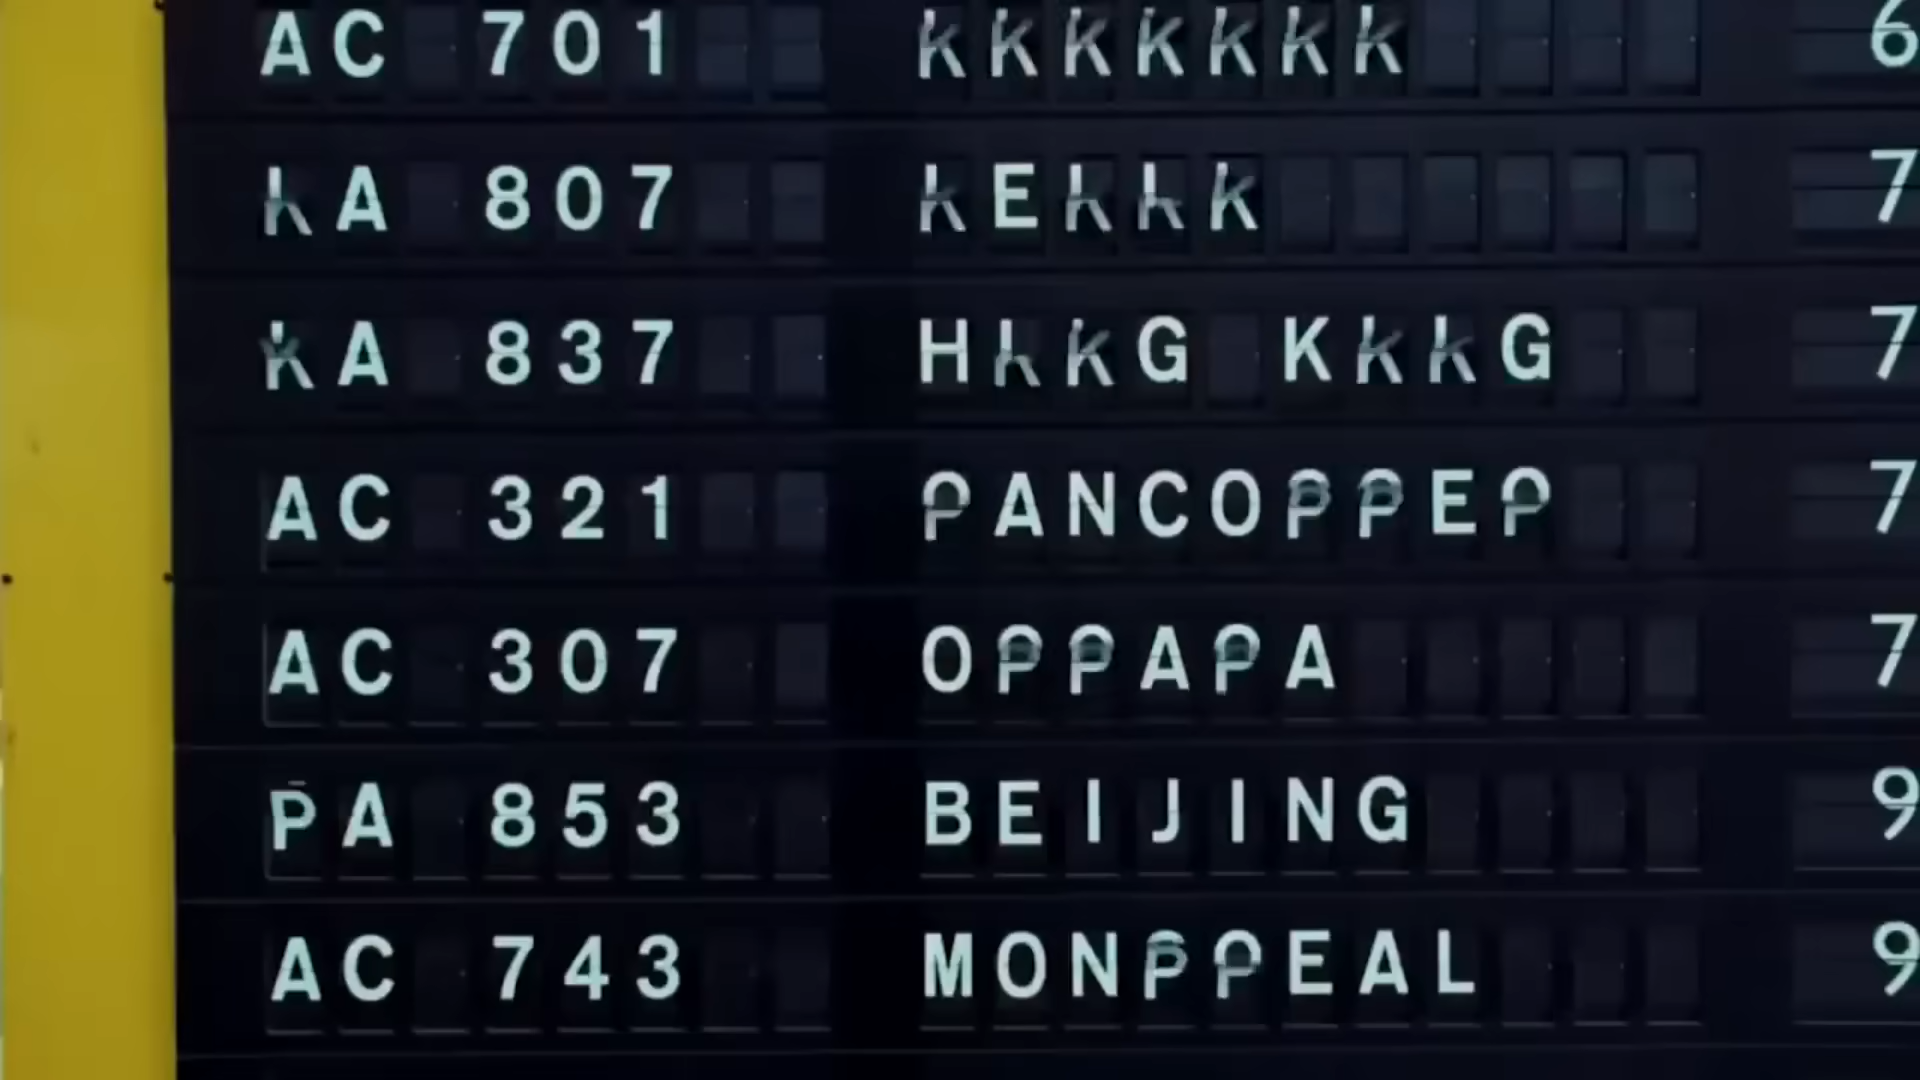 AC 701 KKKKKKK 6
KA 807 KEKKK 7
KA 837 HKKG KKKG 7
AC 321 PANCOPPEP 7
AC 307 OPPAPA 7
PA 853 BEIJING 9
AC 743 MONPPEAL 9